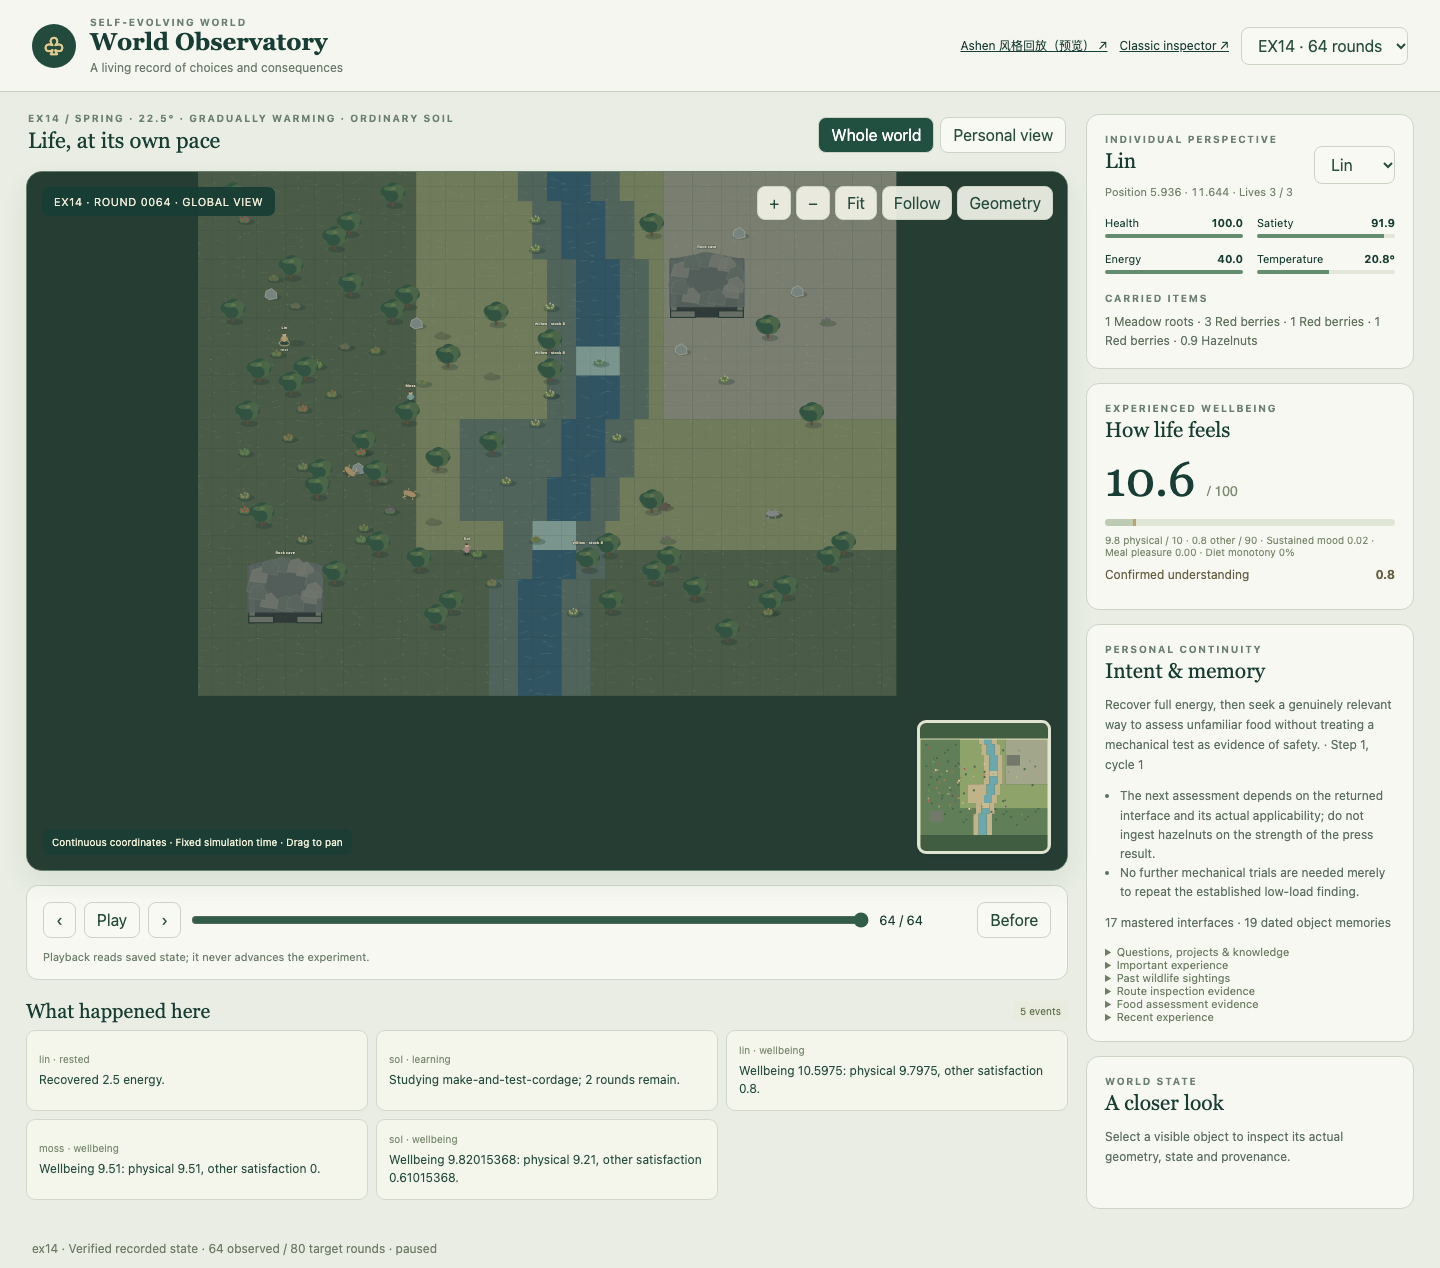 SELF-EVOLVING WORLD
World Observatory
A living record of choices and consequences
Ashen 风格回放（预览） ↗
Classic inspector ↗
EX14 · 64 rounds
EX14 / SPRING · 22.5° · GRADUALLY WARMING · ORDINARY SOIL
Life, at its own pace
Whole world
Personal view
EX14 · ROUND 0064 · GLOBAL VIEW
+
−
Fit
Follow
Geometry
Rock cave
Lin
rest
Moss
Willow · stock 8
Sol
Rock cave
Continuous coordinates · Fixed simulation time · Drag to pan
‹
Play
›
64 / 64
Before
Playback reads saved state; it never advances the experiment.
What happened here
5 events
lin · rested
Recovered 2.5 energy.
sol · learning
Studying make-and-test-cordage; 2 rounds remain.
lin · wellbeing
Wellbeing 10.5975: physical 9.7975, other satisfaction
0.8.
moss · wellbeing
Wellbeing 9.51: physical 9.51, other satisfaction 0.
sol · wellbeing
Wellbeing 9.82015368: physical 9.21, other satisfaction
0.61015368.
ex14 · Verified recorded state · 64 observed / 80 target rounds · paused
INDIVIDUAL PERSPECTIVE
Lin
Lin
Position 5.936 · 11.644 · Lives 3 / 3
Health 100.0
Satiety 91.9
Energy 40.0
Temperature 20.8°
CARRIED ITEMS
1 Meadow roots · 3 Red berries · 1 Red berries · 1
Red berries · 0.9 Hazelnuts
EXPERIENCED WELLBEING
How life feels
10.6 / 100
9.8 physical / 10 · 0.8 other / 90 · Sustained mood 0.02 ·
Meal pleasure 0.00 · Diet monotony 0%
Confirmed understanding 0.8
PERSONAL CONTINUITY
Intent & memory
Recover full energy, then seek a genuinely relevant
way to assess unfamiliar food without treating a
mechanical test as evidence of safety. · Step 1,
cycle 1
• The next assessment depends on the returned
interface and its actual applicability; do not
ingest hazelnuts on the strength of the press
result.
• No further mechanical trials are needed merely
to repeat the established low-load finding.
17 mastered interfaces · 19 dated object memories
▶ Questions, projects & knowledge
▶ Important experience
▶ Past wildlife sightings
▶ Route inspection evidence
▶ Food assessment evidence
▶ Recent experience
WORLD STATE
A closer look
Select a visible object to inspect its actual
geometry, state and provenance.